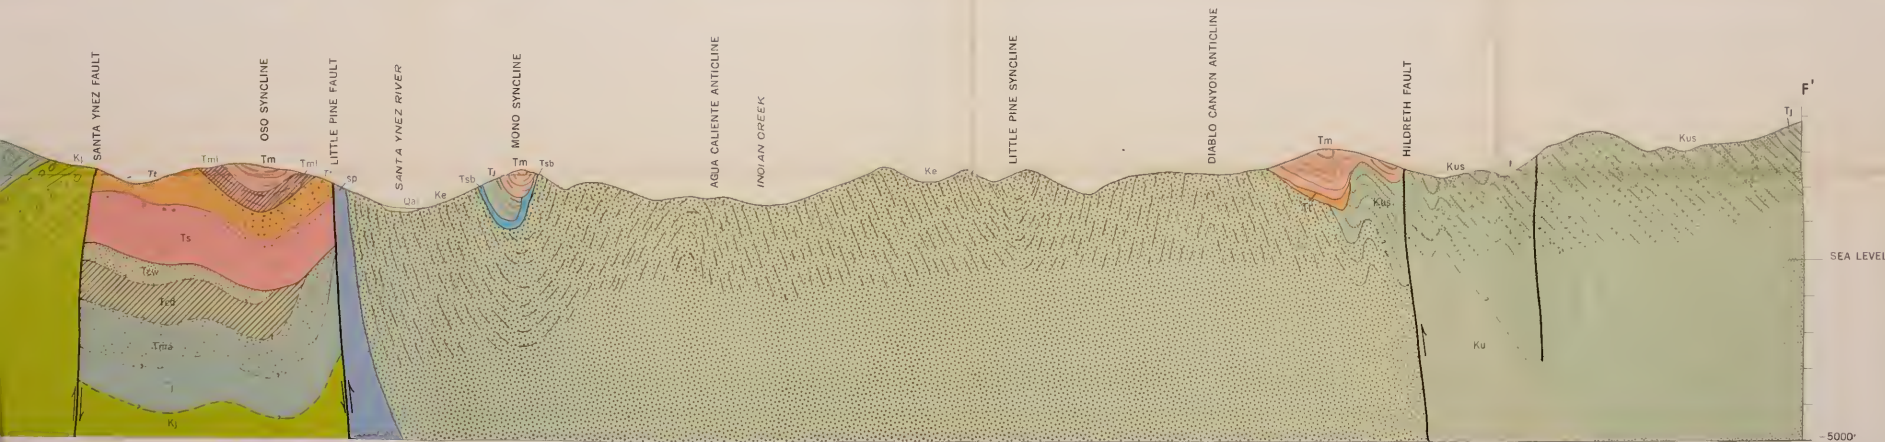 SANTA YNEZ FAULT
OSO SYNCLINE
LITTLE PINE FAULT
SANTA YNEZ RIVER
MONO SYNCLINE
AGUA CALIENTE ANTICLINE
INDIAN CREEK
LITTLE PINE SYNCLINE
DIABLO CANYON ANTICLINE
HILDRETH FAULT
F'
Tj
Kj
Tt
Tml
Tm
Tml
sp
Qal
Ke
Tsb
Tj
Tm
Tsb
Ke
Tm
Tt
Kus
Kus
Kus
Ts
Tcw
Tcd
Tma
Kj
Ku
SEA LEVEL
-5000'